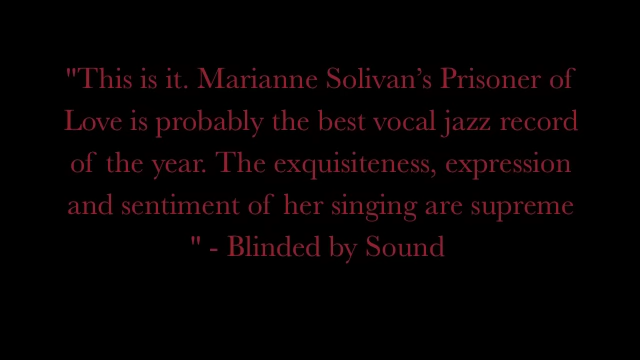 "This is it. Marianne Solivan’s Prisoner of
Love is probably the best vocal jazz record
of the year. The exquisiteness, expression
and sentiment of her singing are supreme
" - Blinded by Sound